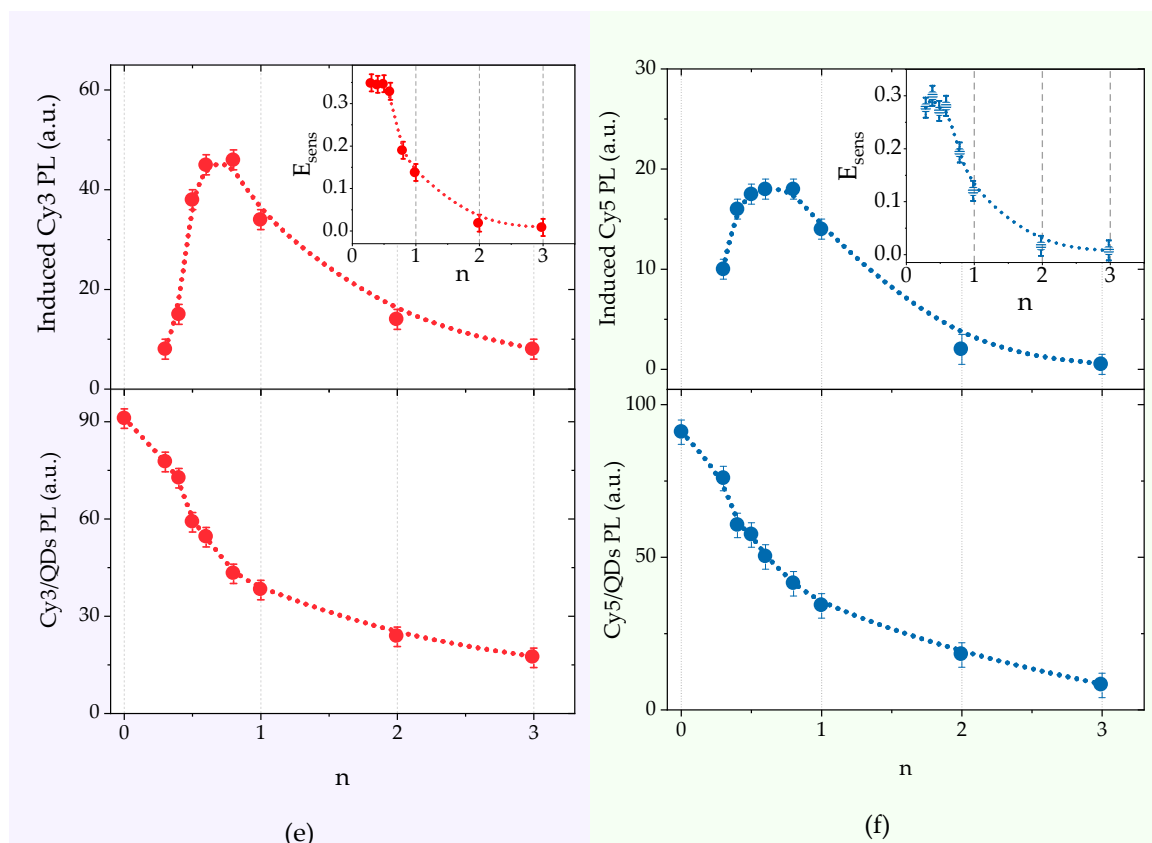 Induced Cy3 PL (a.u.)
60
40
20
0
E_sens
0.3
0.2
0.1
0.0
0 1 2 3
n
Cy3/QDs PL (a.u.)
90
60
30
0
0 1 2 3
n
(e)
Induced Cy5 PL (a.u.)
30
20
10
0
E_sens
0.3
0.2
0.1
0.0
0 1 2 3
n
Cy5/QDs PL (a.u.)
100
50
0
0 1 2 3
n
(f)